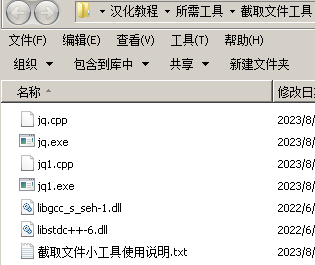 汉化教程 所需工具 截取文件工具
文件(F) 编辑(E) 查看(V) 工具(T) 帮助(H)
组织 包含到库中 共享 新建文件夹
名称 修改日
jq.cpp 2023/8/
jq.exe 2023/8/
jq1.cpp 2023/8/
jq1.exe 2023/8/
libgcc_s_seh-1.dll 2022/6/
libstdc++-6.dll 2022/6/
截取文件小工具使用说明.txt 2023/8/